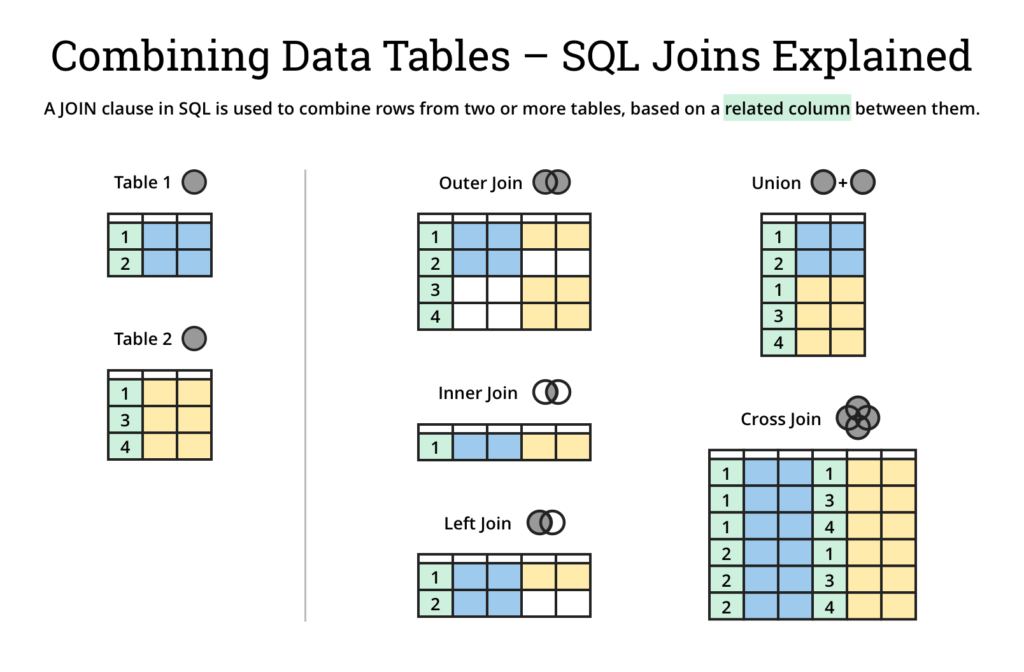 Combining Data Tables – SQL Joins Explained
A JOIN clause in SQL is used to combine rows from two or more tables, based on a related column between them.
Table 1
1
2
Table 2
1
3
4
Outer Join
1
2
3
4
Inner Join
1
Left Join
1
2
Union +
1
2
1
3
4
Cross Join
1 1
1 3
1 4
2 1
2 3
2 4